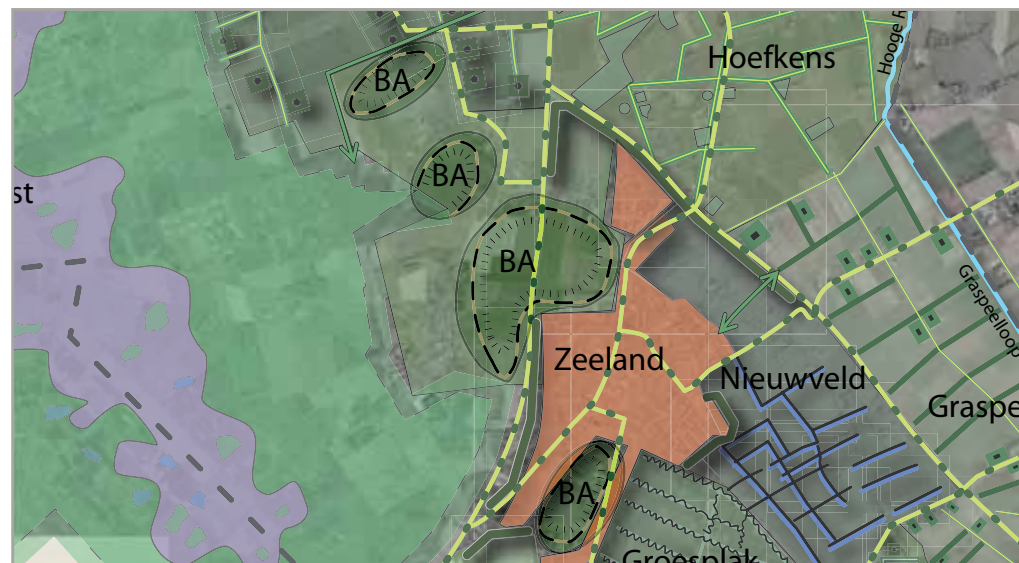 Hooge R
Hoefkens
BA
BA
st
BA
Graspeelloop
Zeeland
Nieuwveld
Graspe
BA
Groesplak